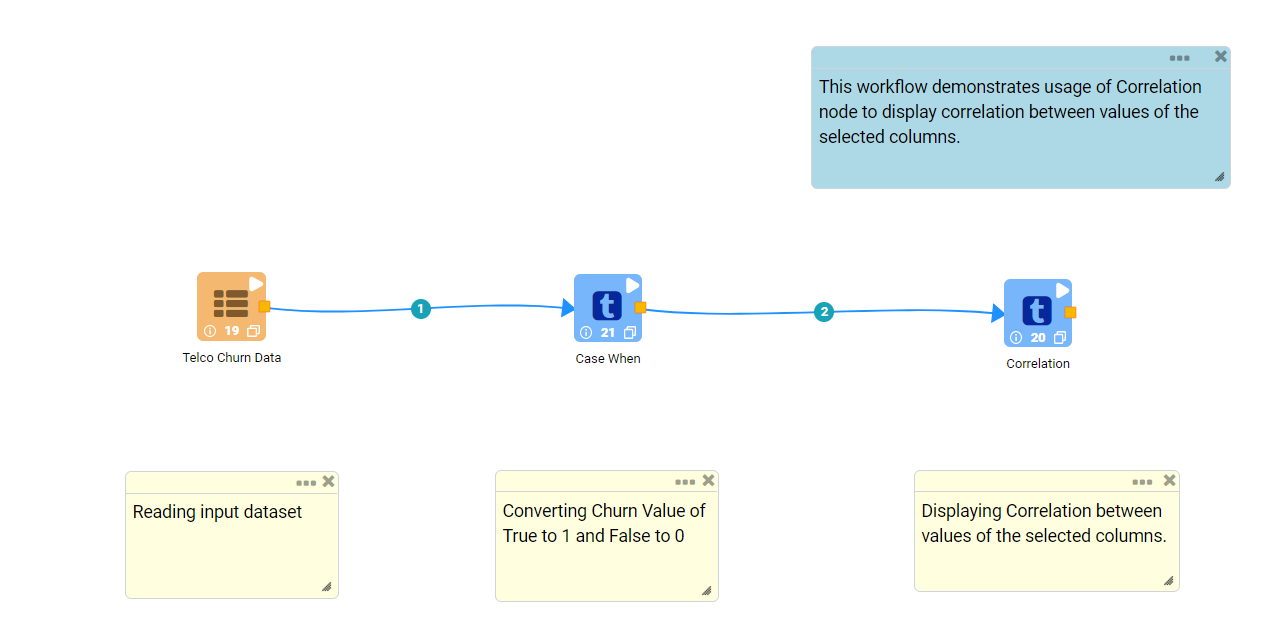 This workflow demonstrates usage of Correlation
node to display correlation between values of the
selected columns.
1
2
t
t
19
21
20
Telco Churn Data
Case When
Correlation
Reading input dataset
Converting Churn Value of
True to 1 and False to 0
Displaying Correlation between
values of the selected columns.